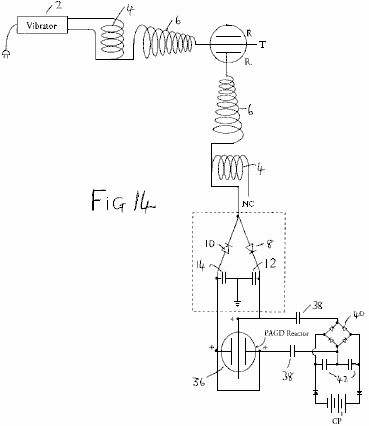 2
Vibrator
4
6
R
T
R
6
4
NC
Fig 14
10
8
14
12
38
40
+
PAGD Reactor
+
+
36
38
42
CP